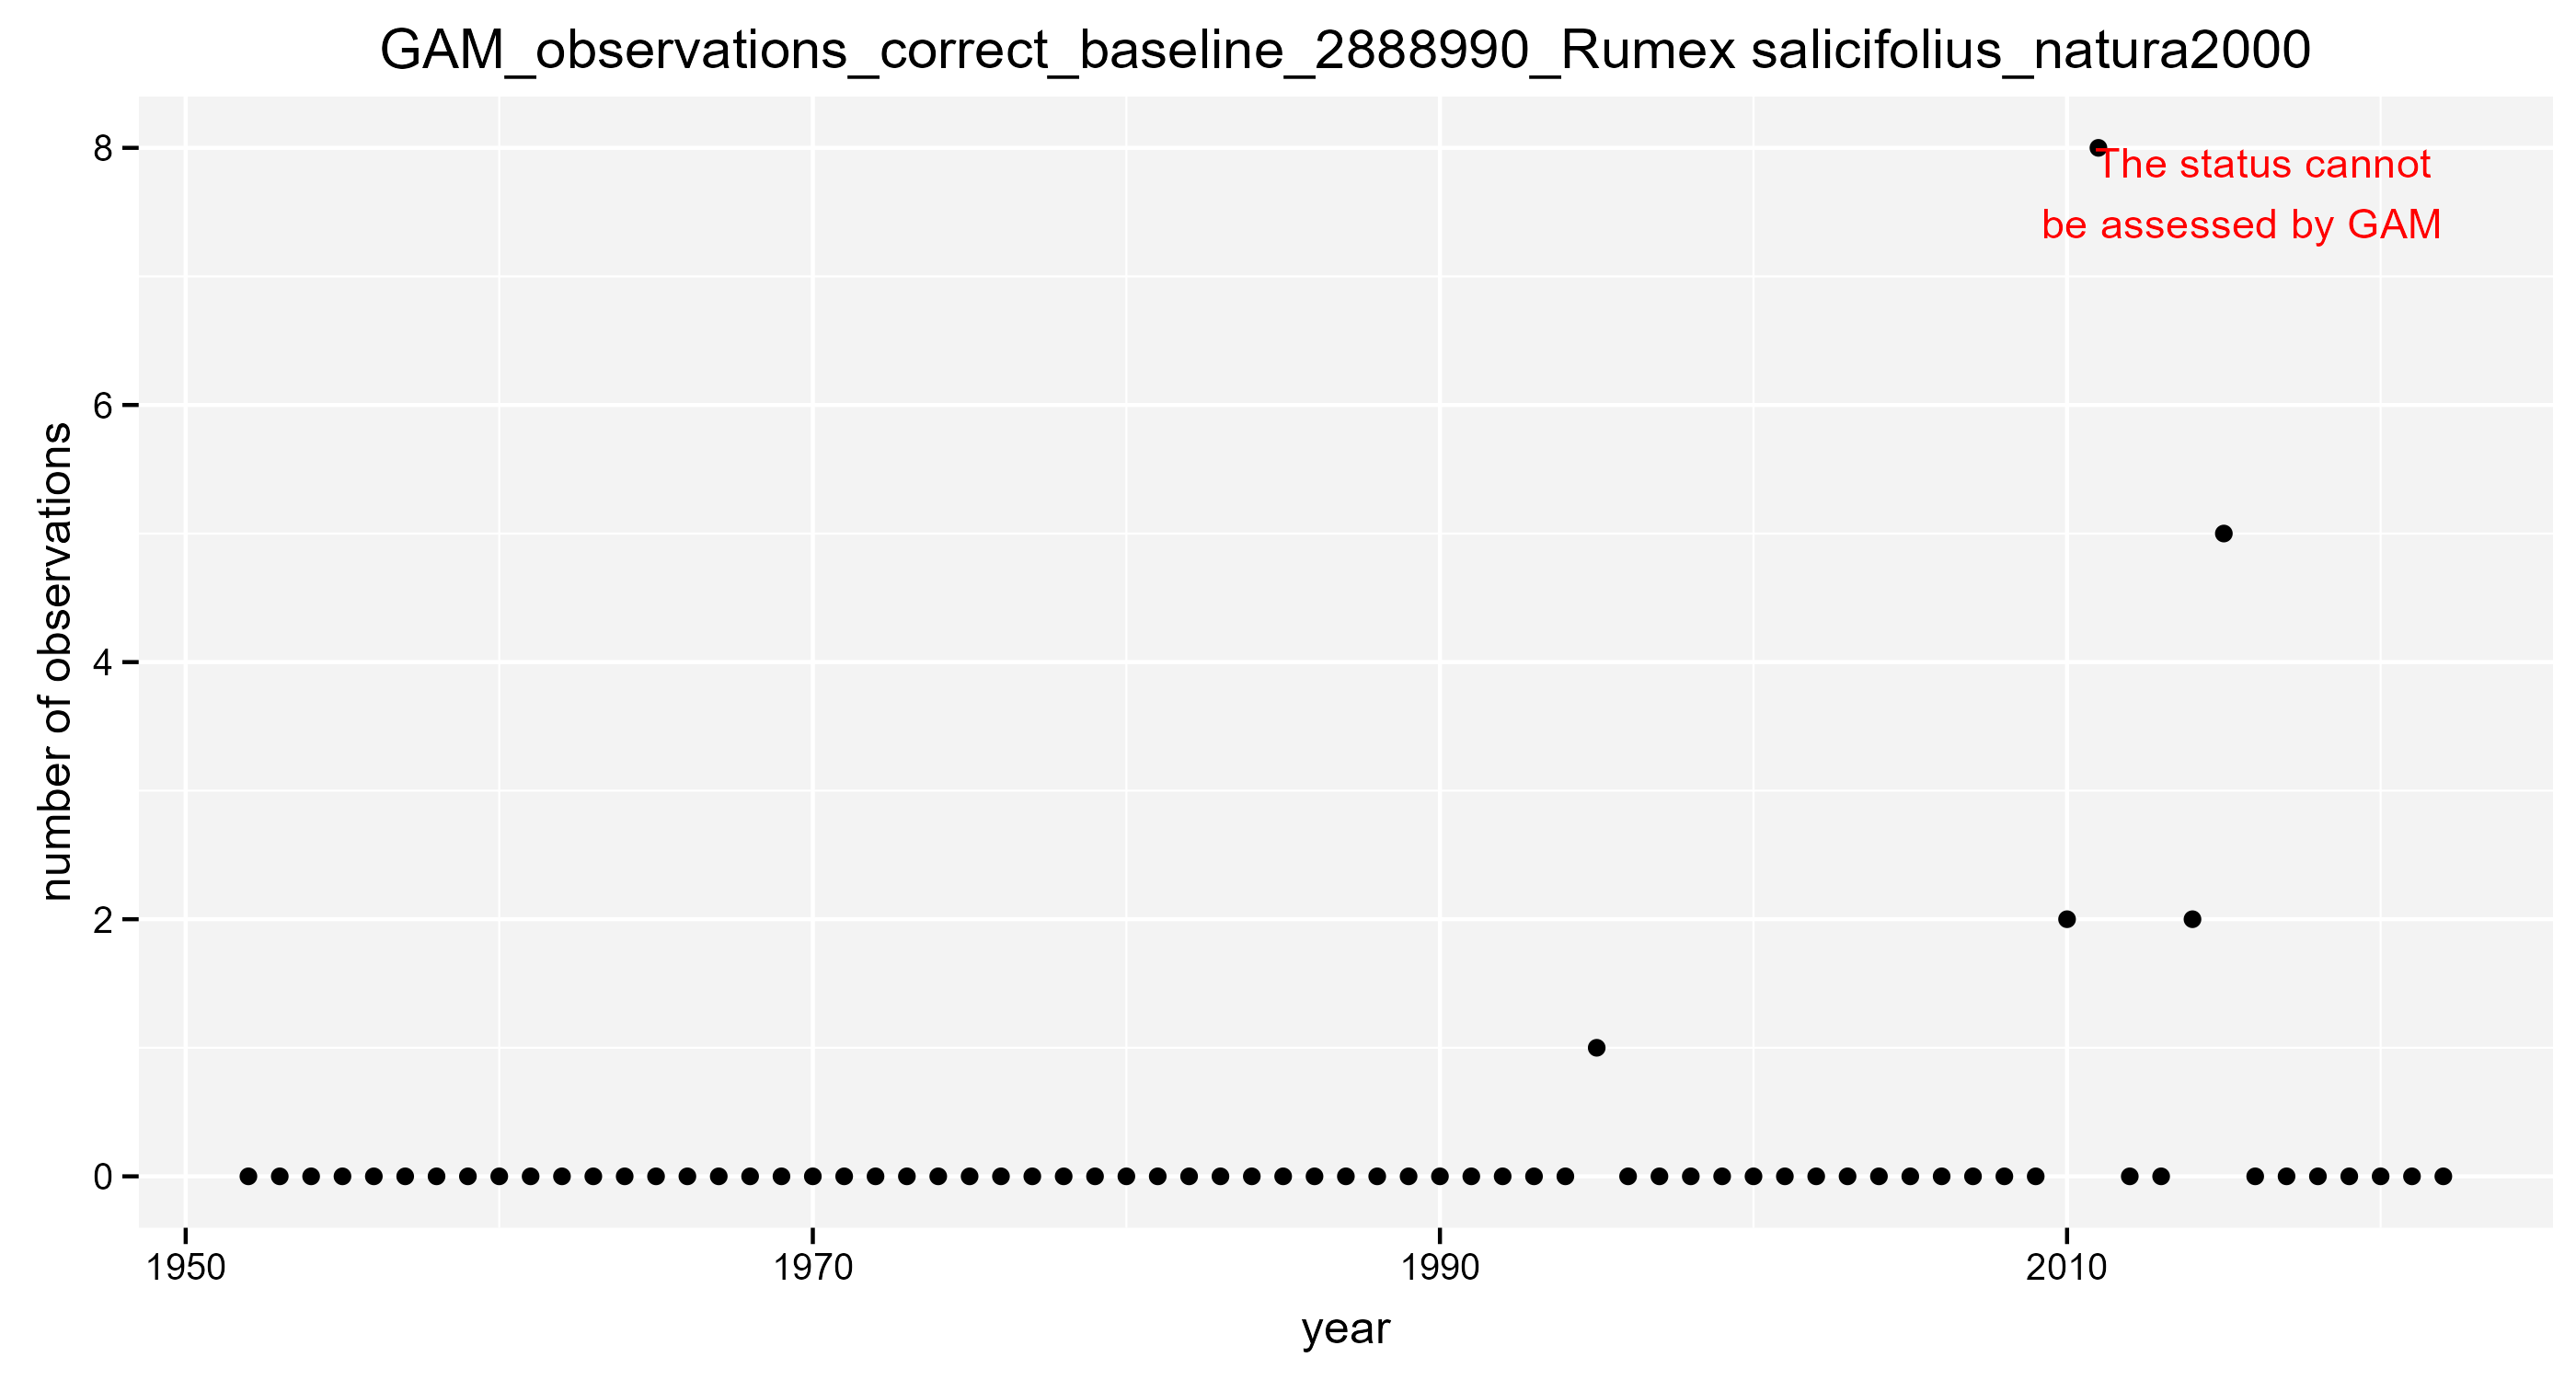 GAM_observations_correct_baseline_2888990_Rumex salicifolius_natura2000
8
6
4
2
0
number of observations
The status cannot
be assessed by GAM
1950
1970
1990
2010
year